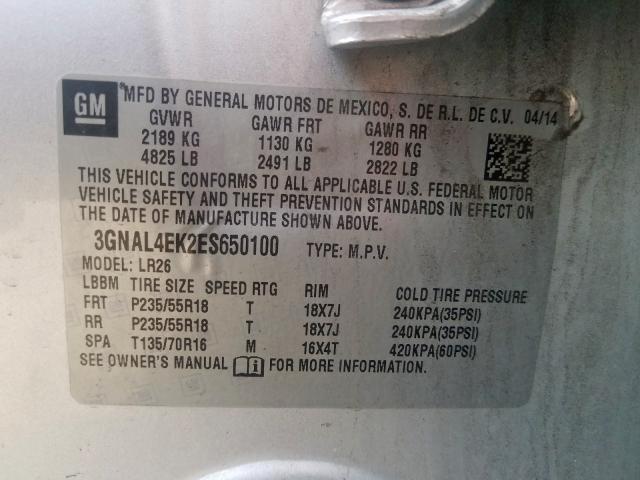 GM
®MFD BY GENERAL MOTORS DE MEXICO, S. DE R.L. DE C.V. 04/14
GVWR GAWR FRT GAWR RR
2189 KG 1130 KG 1280 KG
4825 LB 2491 LB 2822 LB
THIS VEHICLE CONFORMS TO ALL APPLICABLE U.S. FEDERAL MOTOR
VEHICLE SAFETY AND THEFT PREVENTION STANDARDS IN EFFECT ON
THE DATE OF MANUFACTURE SHOWN ABOVE.
3GNAL4EK2ES650100 TYPE: M.P.V.
MODEL: LR26
LBBM TIRE SIZE SPEED RTG RIM COLD TIRE PRESSURE
FRT P235/55R18 T 18X7J 240KPA(35PSI)
RR P235/55R18 T 18X7J 240KPA(35PSI)
SPA T135/70R16 M 16X4T 420KPA(60PSI)
SEE OWNER'S MANUAL i FOR MORE INFORMATION.